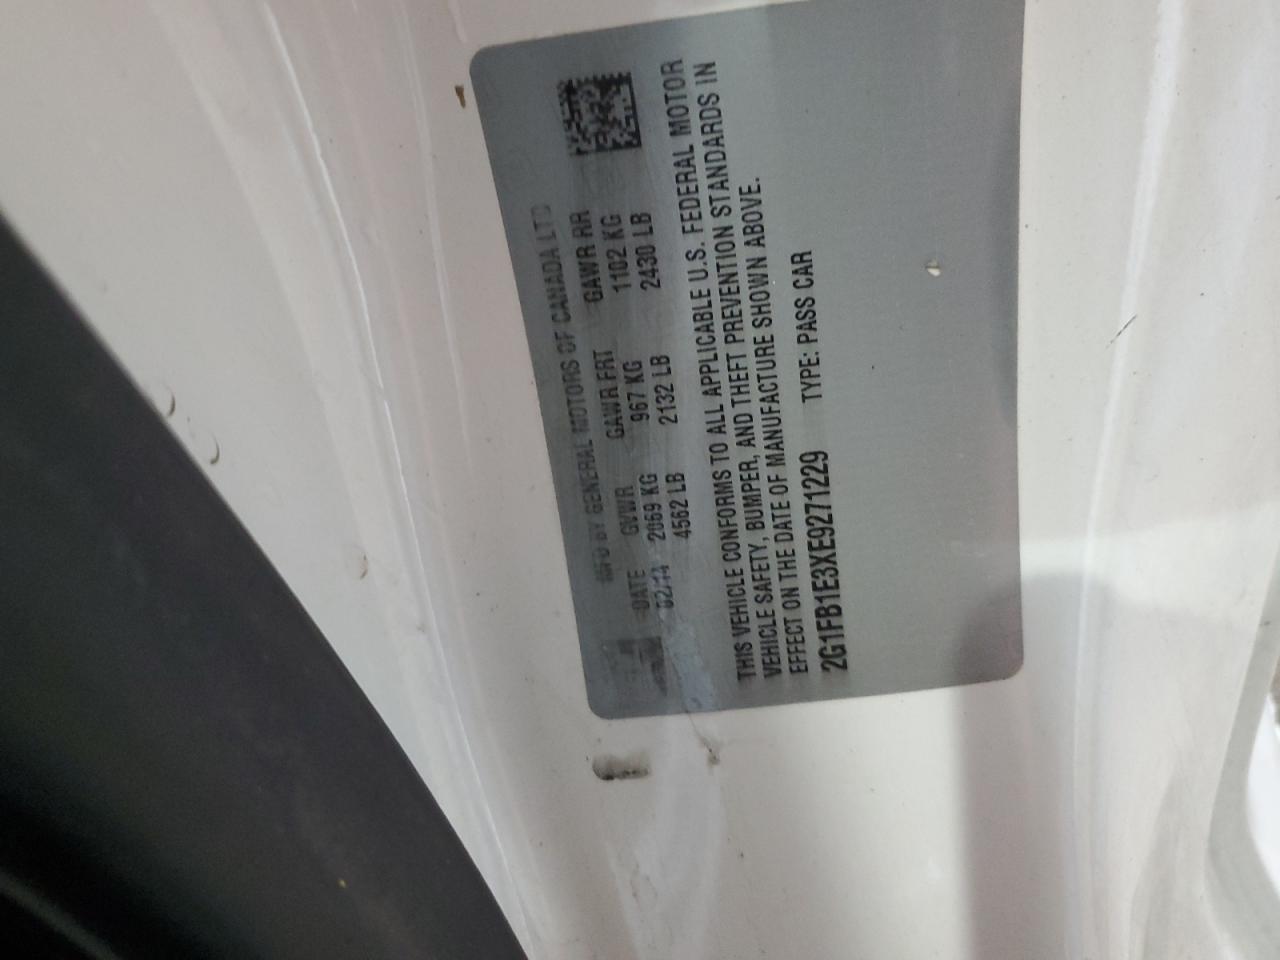 MFD BY GENERAL MOTORS OF CANADA LTD
DATE GVWR GAWR FRT GAWR RR
02/14 2069 KG 967 KG 1102 KG
4562 LB 2132 LB 2430 LB
THIS VEHICLE CONFORMS TO ALL APPLICABLE U.S. FEDERAL MOTOR
VEHICLE SAFETY, BUMPER, AND THEFT PREVENTION STANDARDS IN
EFFECT ON THE DATE OF MANUFACTURE SHOWN ABOVE.
2G1FB1E3XE9271229 TYPE: PASS CAR